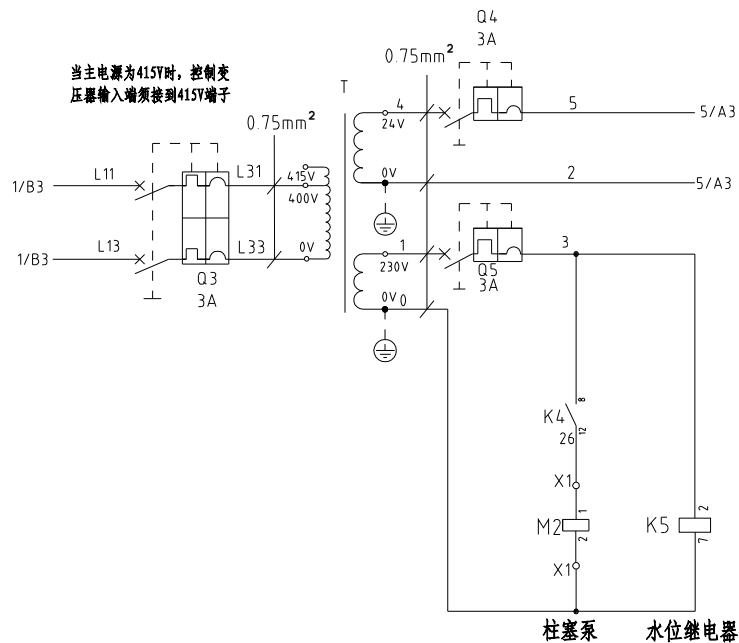 Q4
3A
0.75mm²
当主电源为415V时，控制变
压器输入端须接到415V端子
T
0.75mm²
4
24V
5
5/A3
L11
L31
415V
400V
0V
2
5/A3
1/B3
L13
L33
0V
1
230V
3
1/B3
Q3
3A
Q5
3A
0V
0
K4
8
26
12
X1
M2
1
2
K5
2
7
X1
柱塞泵
水位继电器